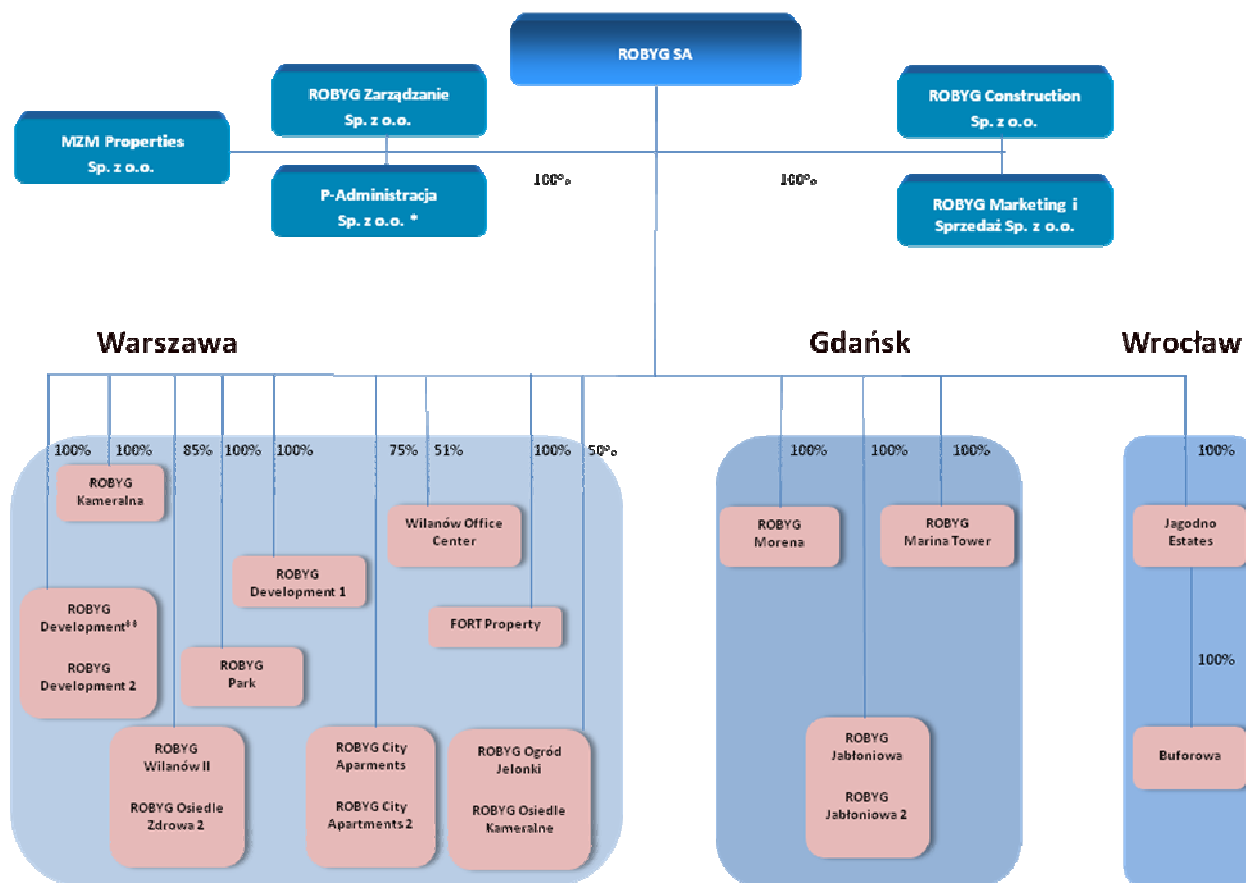 ROBYG SA
ROBYG Zarządzanie
Sp. z o.o.
ROBYG Construction
Sp. z o.o.
MZM Properties
Sp. z o.o.
P-Administracja
Sp. z o.o. *
100%
100%
ROBYG Marketing i
Sprzedaż Sp. z o.o.
Warszawa
Gdańsk
Wrocław
100% 100% 85% 100% 100% 75% 51% 100% 50%
100% 100% 100%
100%
ROBYG
Kameralna
Wilanów Office
Center
ROBYG
Development 1
ROBYG
Development**
ROBYG
Development 2
FORT Property
ROBYG
Park
ROBYG
Wilanów II
ROBYG Osiedle
Zdrowa 2
ROBYG City
Aparments
ROBYG City
Apartments 2
ROBYG Ogród
Jelonki
ROBYG Osiedle
Kameralne
ROBYG
Morena
ROBYG
Marina Tower
ROBYG
Jabłoniowa
ROBYG
Jabłoniowa 2
Jagodno
Estates
100%
Buforowa